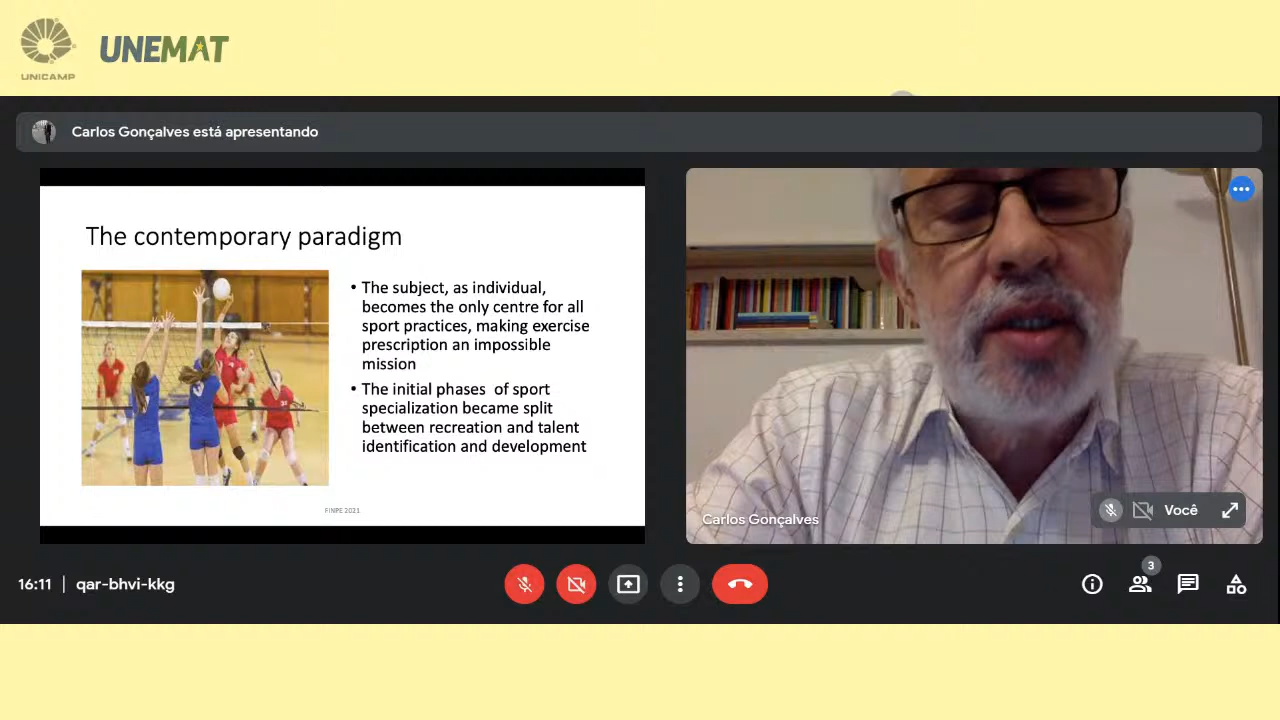 UNICAMP
UNEMAT
Carlos Gonçalves está apresentando
The contemporary paradigm
• The subject, as individual,
becomes the only centre for all
sport practices, making exercise
prescription an impossible
mission
• The initial phases of sport
specialization became split
between recreation and talent
identification and development
FINPE 2021
Carlos Gonçalves
Você
16:11 | qar-bhvi-kkg
3